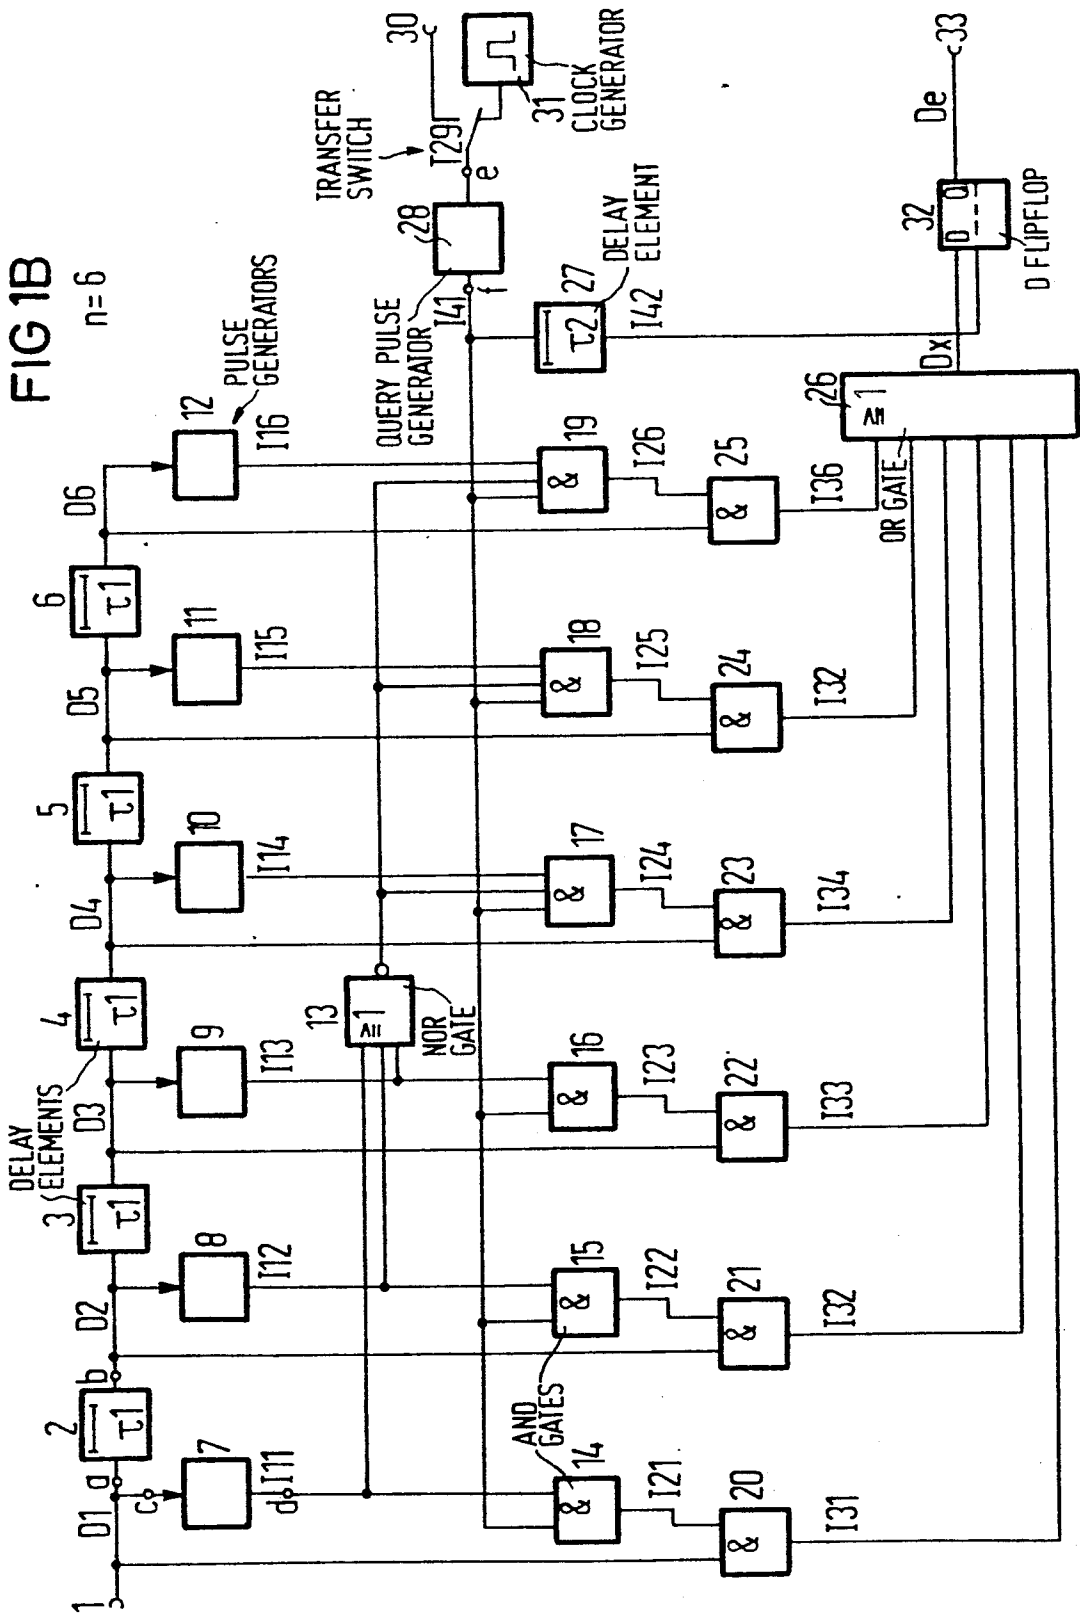 FIG 1B
n=6
1
D1
a
c
2
τ1
b
D2
DELAY
ELEMENTS
3
τ1
D3
4
τ1
D4
5
τ1
D5
6
τ1
D6
7
d
I11
8
I12
9
I13
10
I14
11
I15
12
I16
PULSE
GENERATORS
13
≥1
NOR
GATE
QUERY PULSE
GENERATOR
I41
f
28
e
TRANSFER
SWITCH
T29
30
31
CLOCK
GENERATOR
AND
GATES
14
&
I21
15
&
I22
16
&
I23
17
&
I24
18
&
I25
19
&
I26
τ2
27
DELAY
ELEMENT
I42
20
&
I31
21
&
I32
22
&
I33
23
&
I34
24
&
I32
25
&
I36
OR GATE
26
≥1
Dx
32
D
Q
D FLIPFLOP
De
33